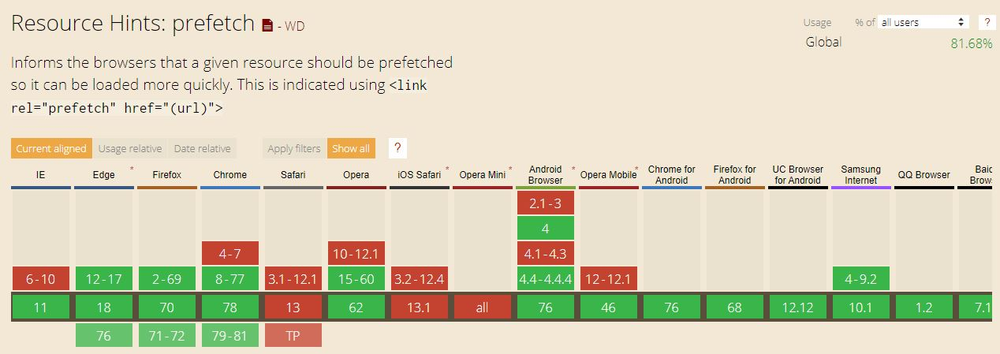 Resource Hints: prefetch - WD
Usage % of all users ?
Global 81.68%
Informs the browsers that a given resource should be prefetched
so it can be loaded more quickly. This is indicated using <link
rel="prefetch" href="(url)">
Current aligned Usage relative Date relative Apply filters Show all ?
IE Edge * Firefox Chrome Safari Opera iOS Safari * Opera Mini * Android Browser * Opera Mobile * Chrome for Android Firefox for Android UC Browser for Android Samsung Internet QQ Browser Baid Brows
2.1-3
4
4-7 10-12.1 4.1-4.3
6-10 12-17 2-69 8-77 3.1-12.1 15-60 3.2-12.4 4.4-4.4.4 12-12.1 4-9.2
11 18 70 78 13 62 13.1 all 76 46 76 68 12.12 10.1 1.2 7.1
76 71-72 79-81 TP